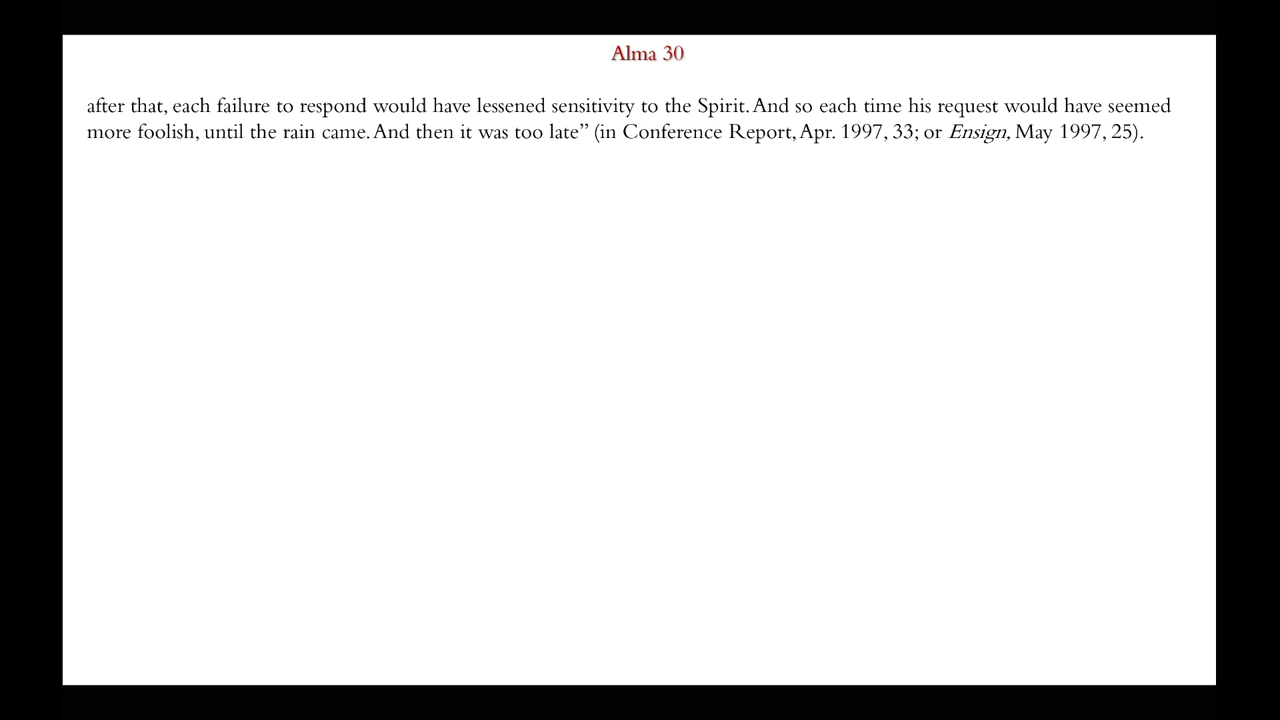 Alma 30
after that, each failure to respond would have lessened sensitivity to the Spirit. And so each time his request would have seemed
more foolish, until the rain came. And then it was too late” (in Conference Report, Apr. 1997, 33; or Ensign, May 1997, 25).